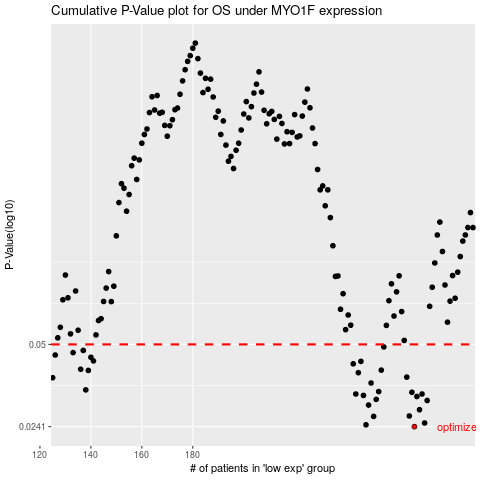 Cumulative P-Value plot for OS under MYO1F expression
P-Value(log10)
0.05
0.0241
optimize
120 140 160 180
# of patients in 'low exp' group